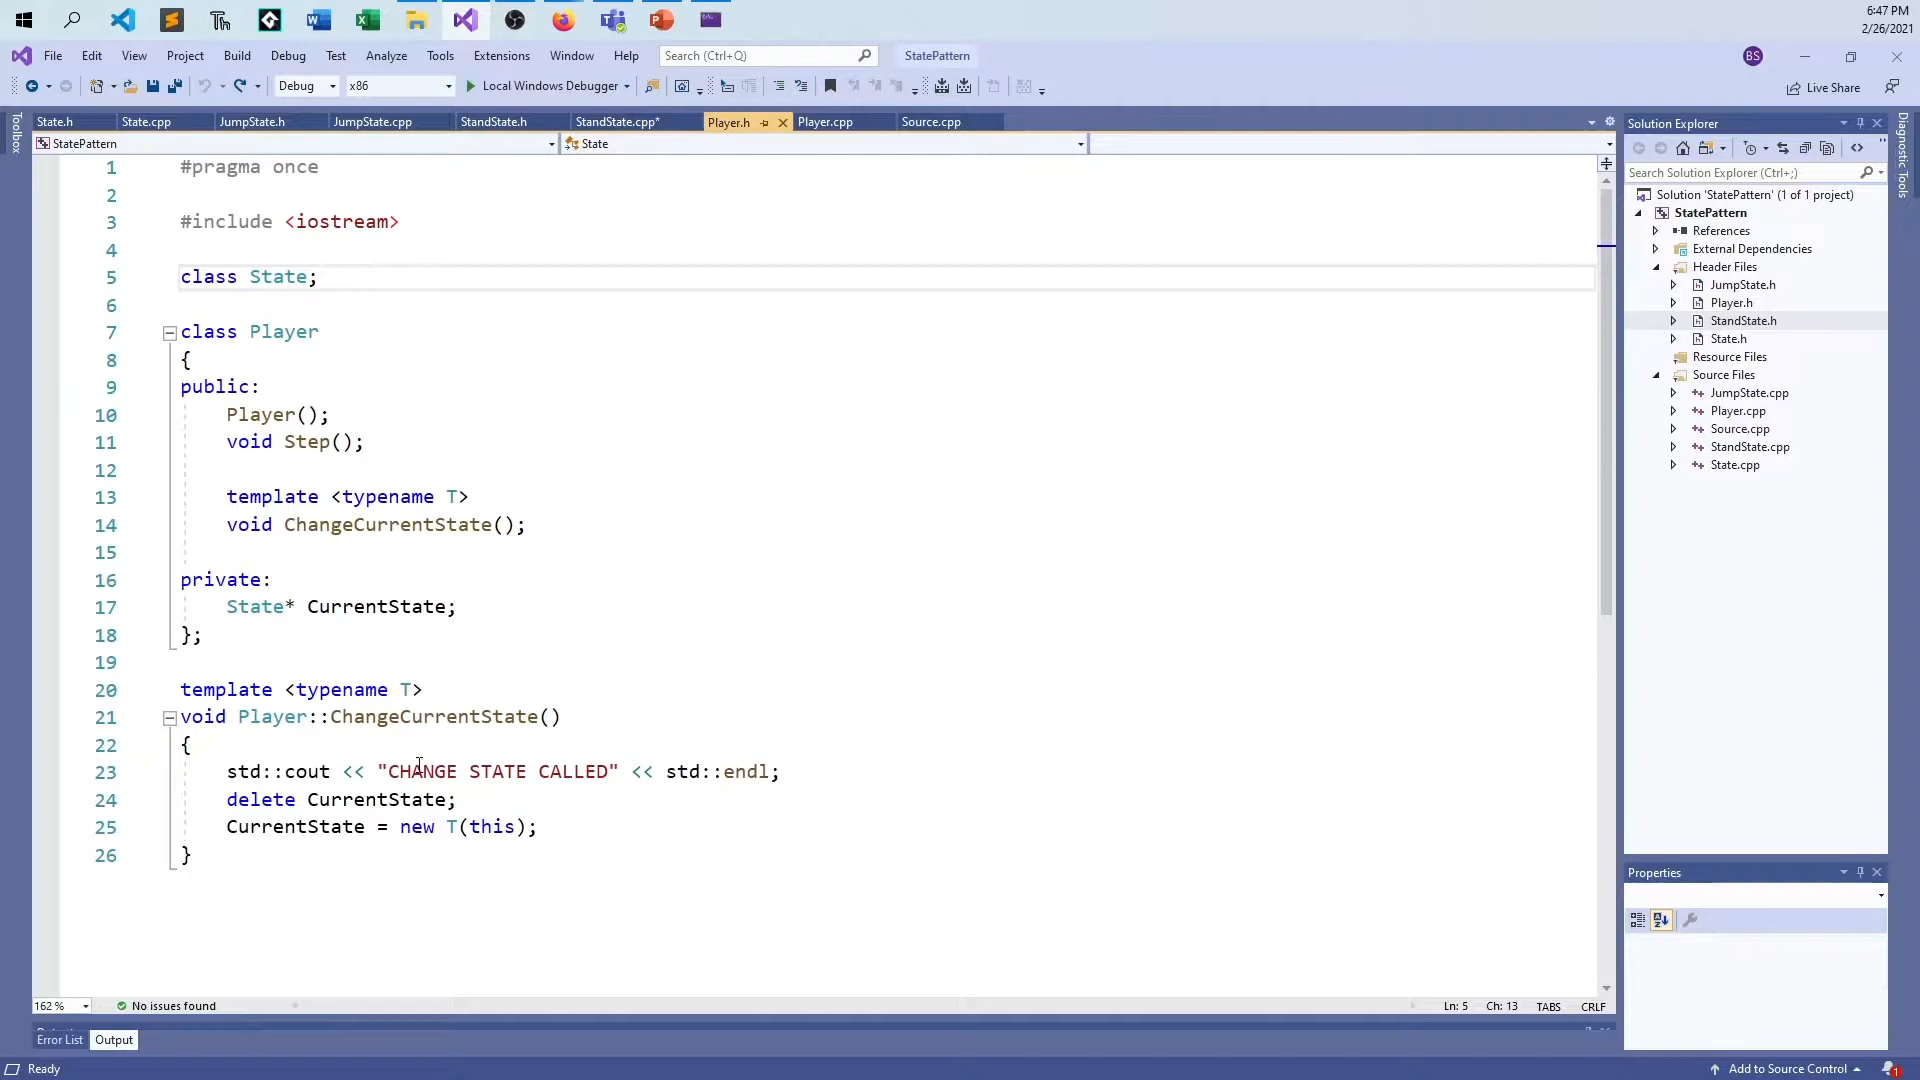 6:47 PM
2/26/2021
File Edit View Project Build Debug Test Analyze Tools Extensions Window Help Search (Ctrl+Q) StatePattern BS
Debug x86 Local Windows Debugger Live Share
State.h State.cpp JumpState.h JumpState.cpp StandState.h StandState.cpp* Player.h Player.cpp Source.cpp
StatePattern State
Toolbox
1 #pragma once
2
3 #include <iostream>
4
5 class State;
6
7 class Player
8 {
9 public:
10 Player();
11 void Step();
12
13 template <typename T>
14 void ChangeCurrentState();
15
16 private:
17 State* CurrentState;
18 };
19
20 template <typename T>
21 void Player::ChangeCurrentState()
22 {
23 std::cout << "CHANGE STATE CALLED" << std::endl;
24 delete CurrentState;
25 CurrentState = new T(this);
26 }
162 % No issues found Ln: 5 Ch: 13 TABS CRLF
Error List Output
Ready Add to Source Control 1
Solution Explorer
Search Solution Explorer (Ctrl+;)
Solution 'StatePattern' (1 of 1 project)
StatePattern
References
External Dependencies
Header Files
JumpState.h
Player.h
StandState.h
State.h
Resource Files
Source Files
JumpState.cpp
Player.cpp
Source.cpp
StandState.cpp
State.cpp
Properties
Diagnostic Tools